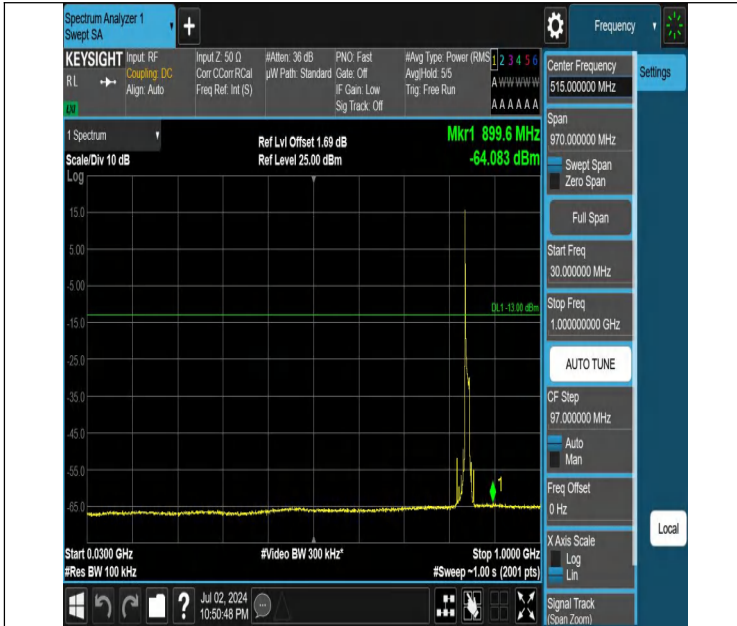 Spectrum Analyzer 1
Swept SA
+
Frequency
KEYSIGHT
RL
Input: RF
Coupling: DC
Align: Auto
Input Z: 50 Ω
Corr CCorr RCal
Freq Ref: Int (S)
#Atten: 36 dB
µW Path: Standard
PNO: Fast
Gate: Off
IF Gain: Low
Sig Track: Off
#Avg Type: Power (RMS
Avg|Hold: 5/5
Trig: Free Run
1 2 3 4 5 6
A W W W W W
A A A A A A
1 Spectrum
Scale/Div 10 dB
Log
Ref Lvl Offset 1.69 dB
Ref Level 25.00 dBm
Mkr1 899.6 MHz
-64.083 dBm
15.0
5.00
-5.00
-15.0
-25.0
-35.0
-45.0
-55.0
-65.0
DL1 -13.00 dBm
1
Start 0.0300 GHz
#Res BW 100 kHz
#Video BW 300 kHz*
Stop 1.0000 GHz
#Sweep ~1.00 s (2001 pts)
?
Jul 02, 2024
10:50:48 PM
Center Frequency
515.000000 MHz
Span
970.000000 MHz
Swept Span
Zero Span
Full Span
Start Freq
30.000000 MHz
Stop Freq
1.000000000 GHz
AUTO TUNE
CF Step
97.000000 MHz
Auto
Man
Freq Offset
0 Hz
X Axis Scale
Log
Lin
Signal Track
(Span Zoom)
Settings
Local